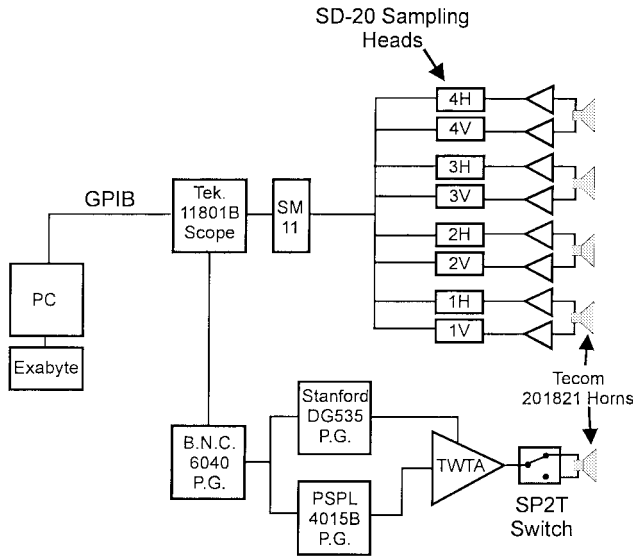 SD-20 Sampling
Heads
4H
4V
3H
3V
2H
2V
1H
1V
GPIB
Tek.
11801B
Scope
SM
11
PC
Exabyte
Tecom
201821 Horns
B.N.C.
6040
P.G.
Stanford
DG535
P.G.
PSPL
4015B
P.G.
TWTA
SP2T
Switch